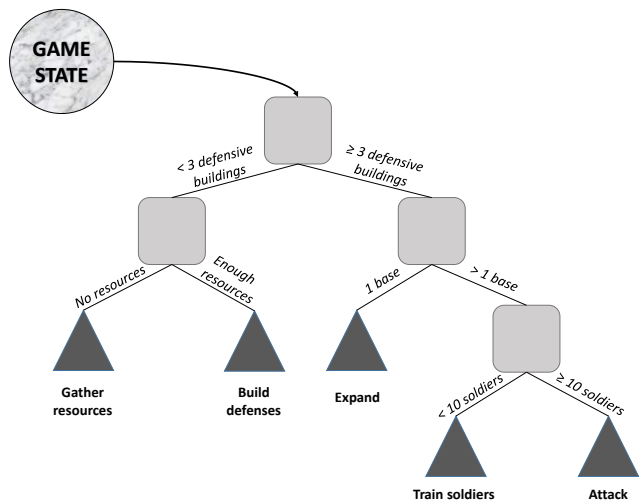 GAME
STATE
< 3 defensive
buildings
≥ 3 defensive
buildings
No resources
Enough
resources
1 base
> 1 base
Gather
resources
Build
defenses
Expand
< 10 soldiers
≥ 10 soldiers
Train soldiers
Attack